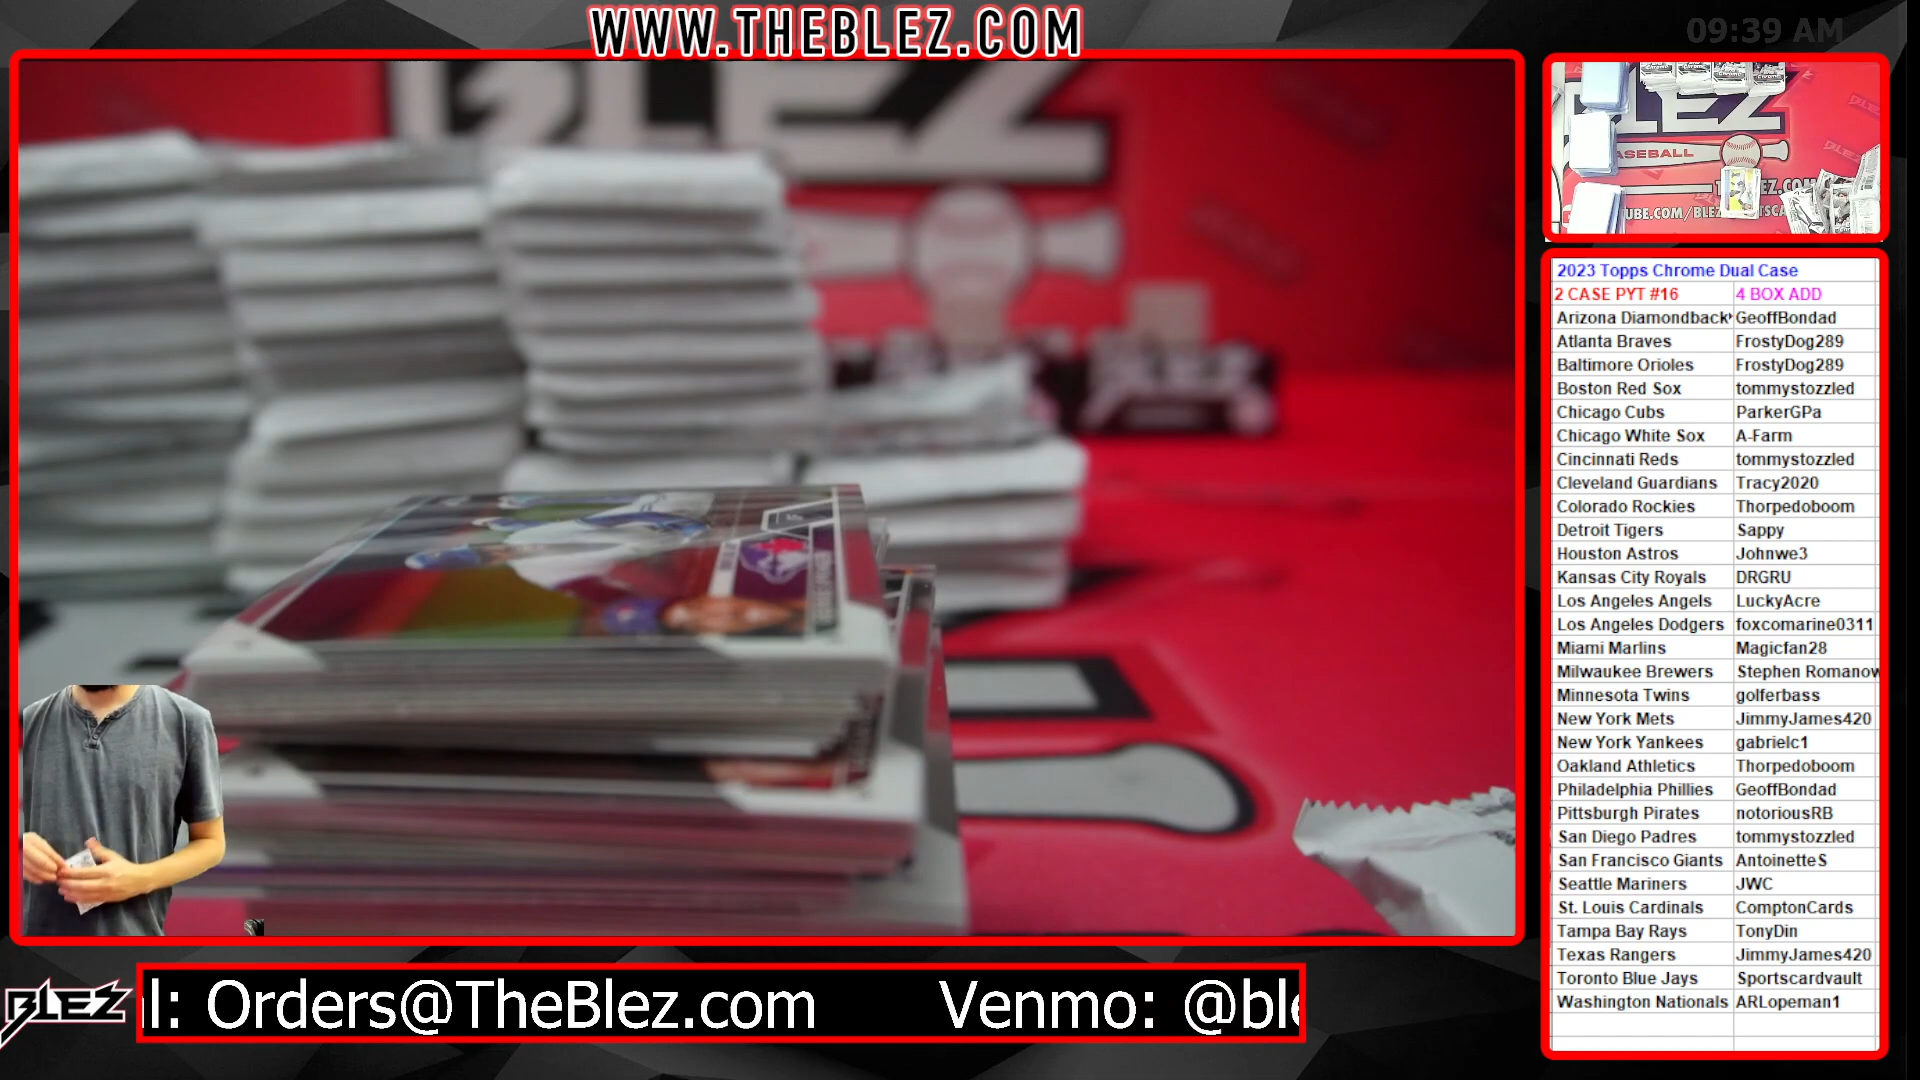 WWW.THEBLEZ.COM
09:39 AM
BLEZ
BASEBALL
2023 Topps Chrome Dual Case
2 CASE PYT #16 4 BOX ADD
Arizona Diamondback GeoffBondad
Atlanta Braves FrostyDog289
Baltimore Orioles FrostyDog289
Boston Red Sox tommystozzled
Chicago Cubs ParkerGPa
Chicago White Sox A-Farm
Cincinnati Reds tommystozzled
Cleveland Guardians Tracy2020
Colorado Rockies Thorpedoboom
Detroit Tigers Sappy
Houston Astros Johnwe3
Kansas City Royals DRGRU
Los Angeles Angels LuckyAcre
Los Angeles Dodgers foxcomarine0311
Miami Marlins Magicfan28
Milwaukee Brewers Stephen Romanow
Minnesota Twins golferbass
New York Mets JimmyJames420
New York Yankees gabrielc1
Oakland Athletics Thorpedoboom
Philadelphia Phillies GeoffBondad
Pittsburgh Pirates notoriousRB
San Diego Padres tommystozzled
San Francisco Giants AntoinetteS
Seattle Mariners JWC
St. Louis Cardinals ComptonCards
Tampa Bay Rays TonyDin
Texas Rangers JimmyJames420
Toronto Blue Jays Sportscardvault
Washington Nationals ARLopeman1
BLEZ
l: Orders@TheBlez.com Venmo: @ble